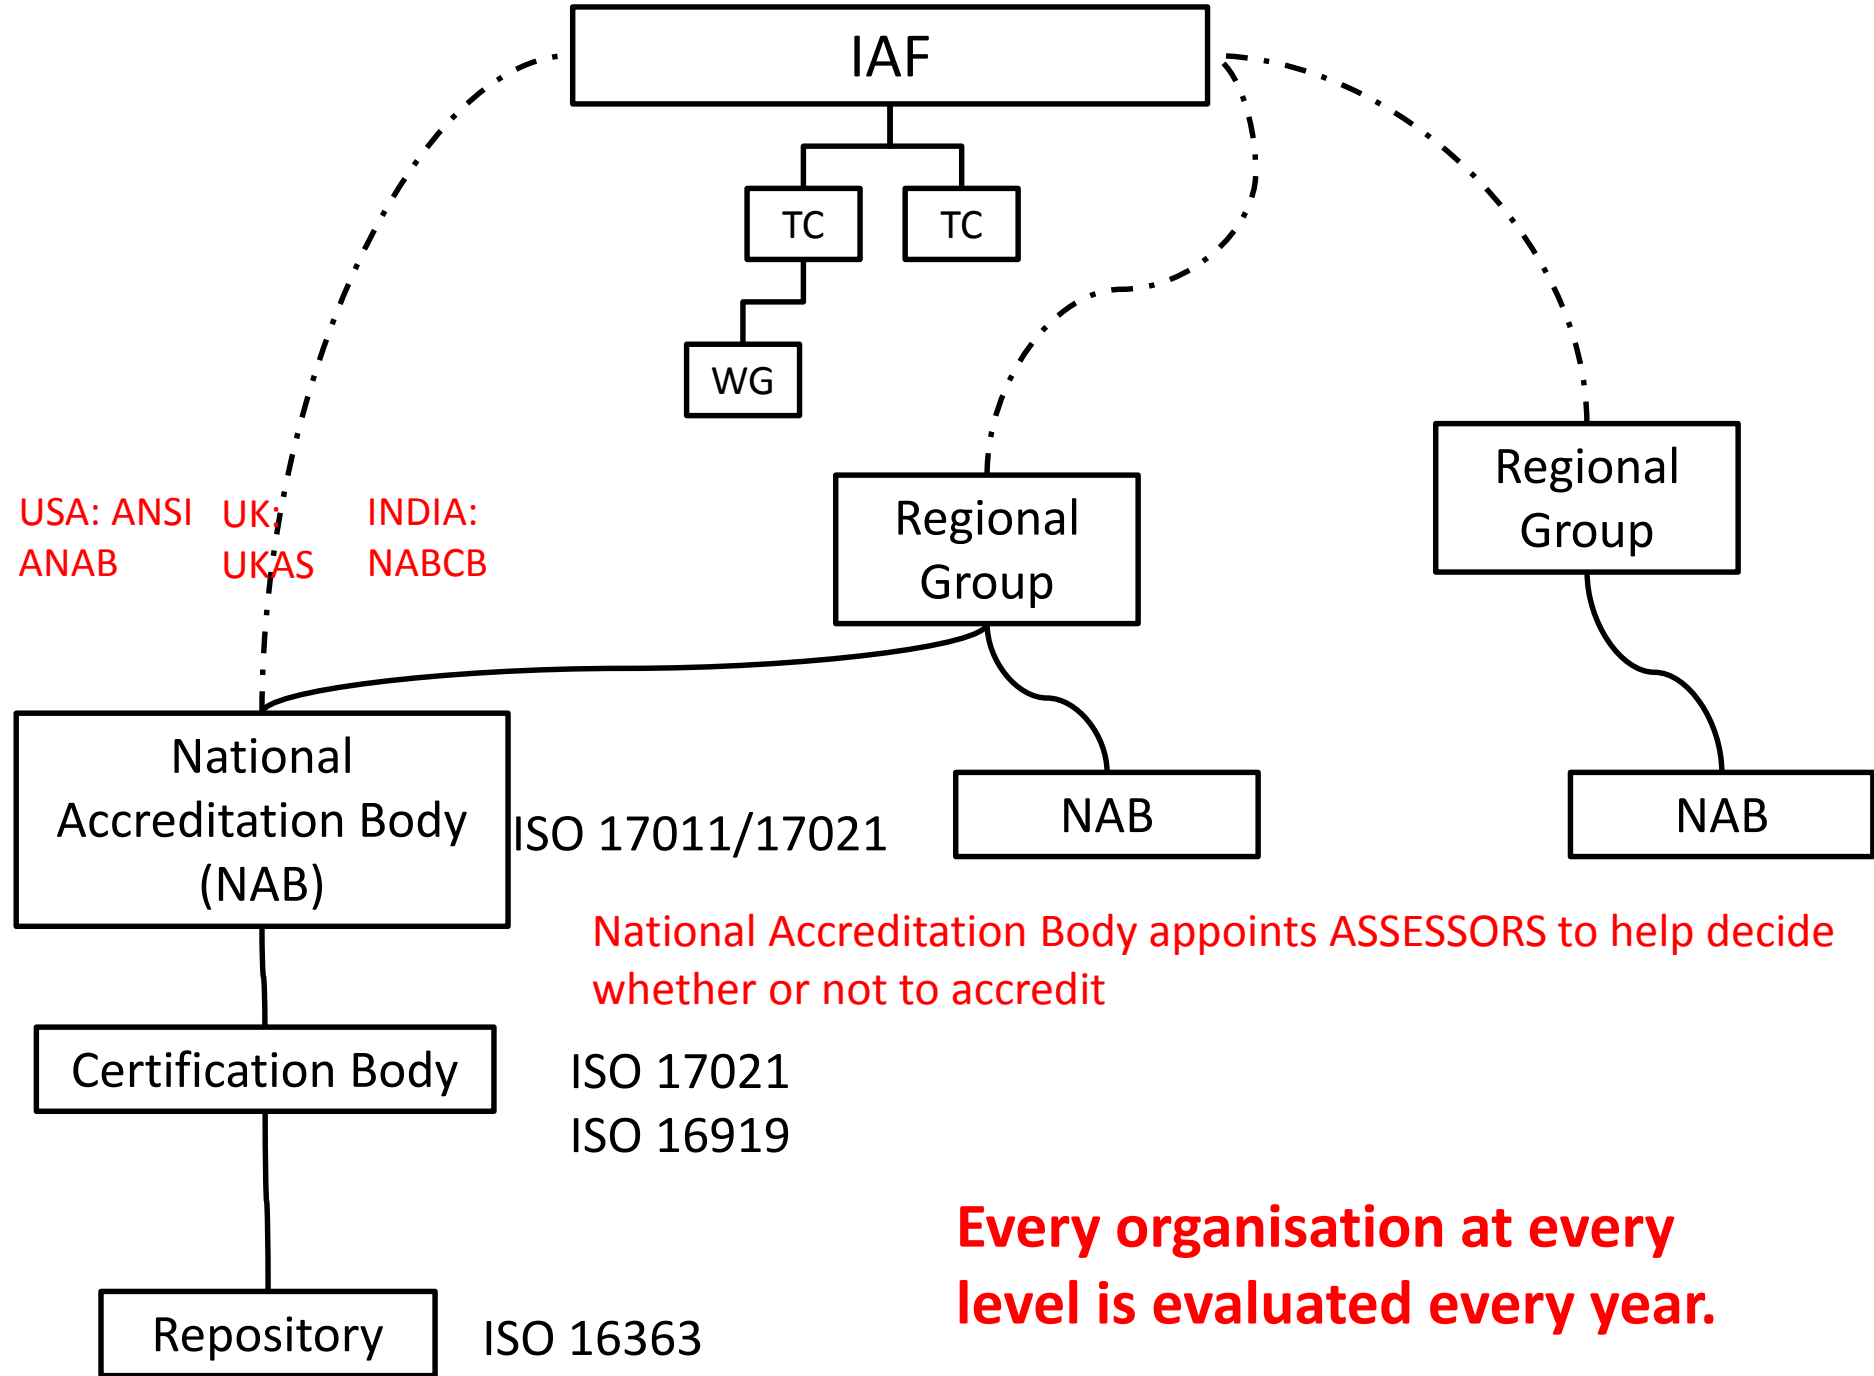 IAF
TC
TC
WG
Regional
Group
Regional
Group
USA: ANSI
ANAB
UK:
UKAS
INDIA:
NABCB
National
Accreditation Body
(NAB)
ISO 17011/17021
NAB
NAB
National Accreditation Body appoints ASSESSORS to help decide
whether or not to accredit
Certification Body
ISO 17021
ISO 16919
Every organisation at every
level is evaluated every year.
Repository
ISO 16363